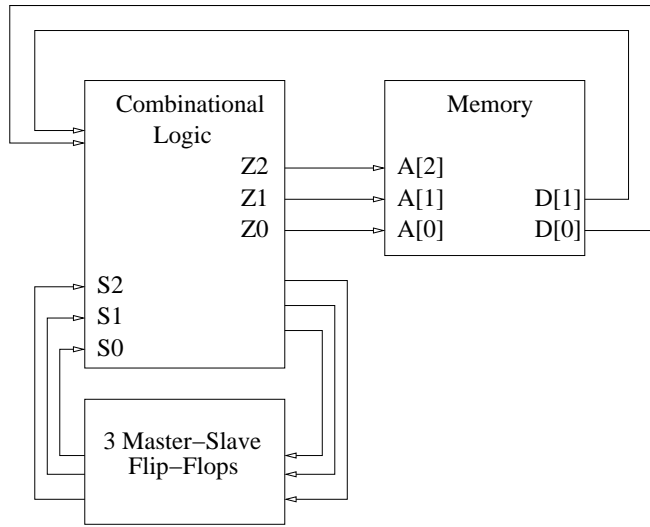 Combinational
Logic
Memory
Z2
A[2]
Z1
A[1]
D[1]
Z0
A[0]
D[0]
S2
S1
S0
3 Master–Slave
Flip–Flops